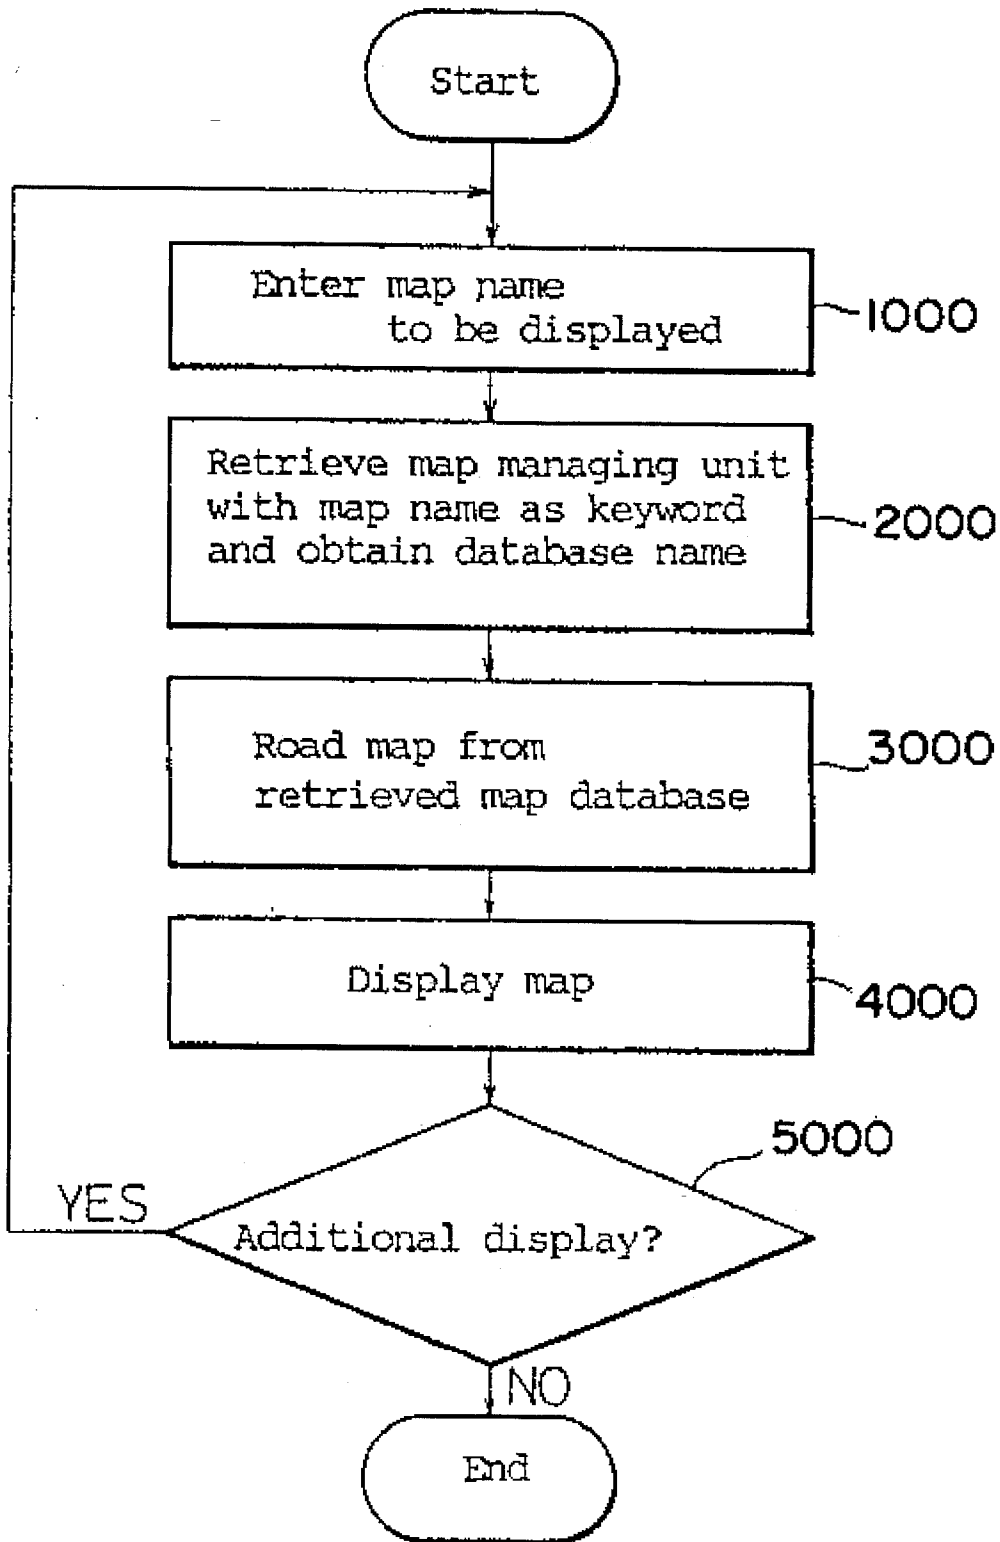 Start
Enter map name
to be displayed
1000
Retrieve map managing unit
with map name as keyword
and obtain database name
2000
Road map from
retrieved map database
3000
Display map
4000
5000
YES
Additional display?
NO
End